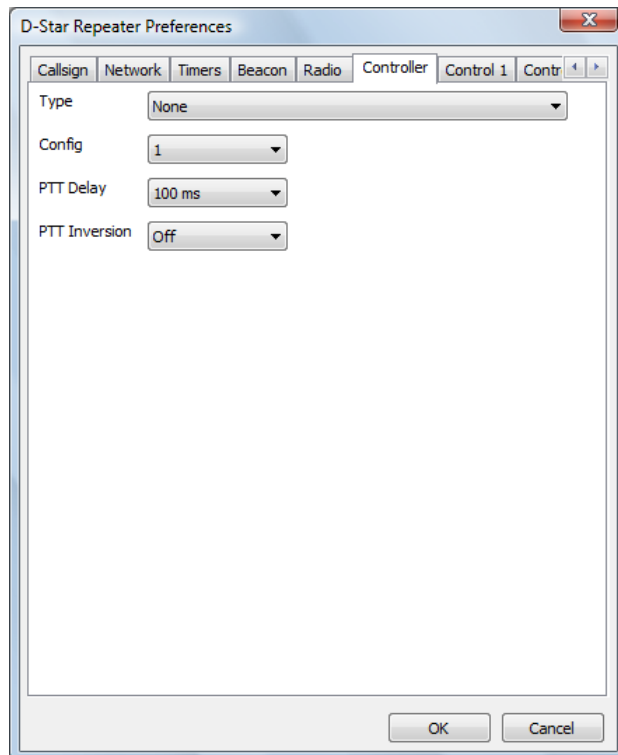 D-Star Repeater Preferences
Callsign Network Timers Beacon Radio Controller Control 1 Contr
Type None
Config 1
PTT Delay 100 ms
PTT Inversion Off
OK Cancel